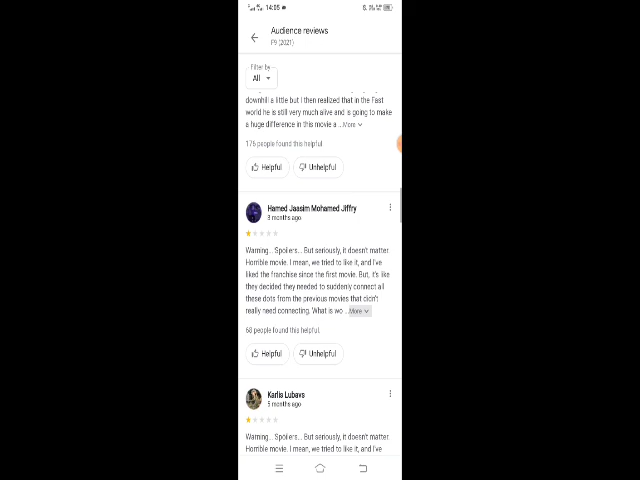 14:05
Audience reviews
F9 (2021)
Filter by
All
downhill a little but I then realized that in the Fast
world he is still very much alive and is going to make
a huge difference in this movie a ...More
176 people found this helpful.
Helpful
Unhelpful
Hamed Jaasim Mohamed Jiffry
3 months ago
Warning... Spoilers... But seriously, it doesn't matter.
Horrible movie. I mean, we tried to like it, and I've
liked the franchise since the first movie. But, it's like
they decided they needed to suddenly connect all
these dots from the previous movies that didn't
really need connecting. What is wo ...More
68 people found this helpful.
Helpful
Unhelpful
Karlis Lubavs
5 months ago
Warning... Spoilers... But seriously, it doesn't matter.
Horrible movie. I mean, we tried to like it, and I've